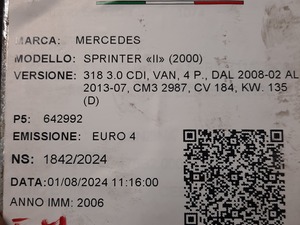 MARCA: MERCEDES
MODELLO: SPRINTER «II» (2000)
VERSIONE: 318 3.0 CDI, VAN, 4 P., DAL 2008-02 AL
2013-07, CM3 2987, CV 184, KW. 135
(D)
P5: 642992
EMISSIONE: EURO 4
NS: 1842/2024
DATA:01/08/2024 11:16:00
ANNO IMM: 2006